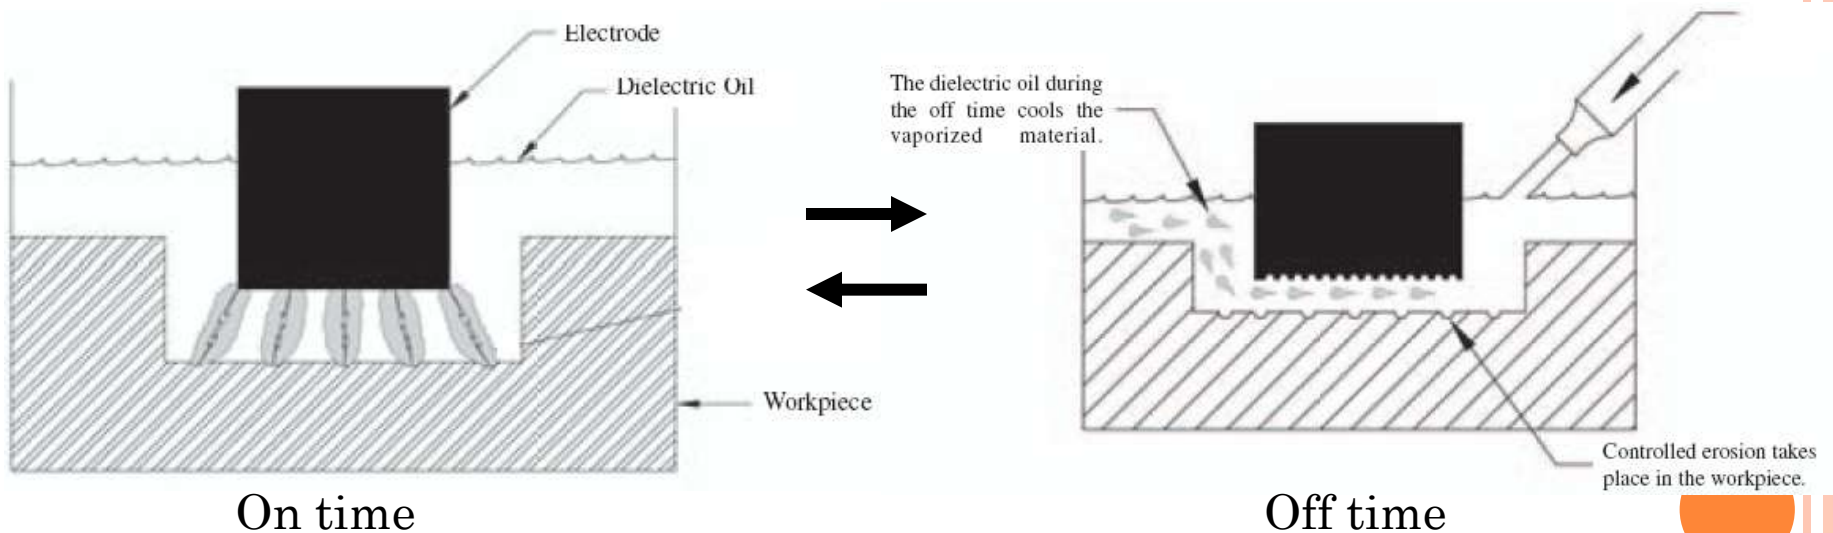 Electrode
Dielectric Oil
Workpiece
On time
The dielectric oil during
the off time cools the
vaporized material.
Controlled erosion takes
place in the workpiece.
Off time